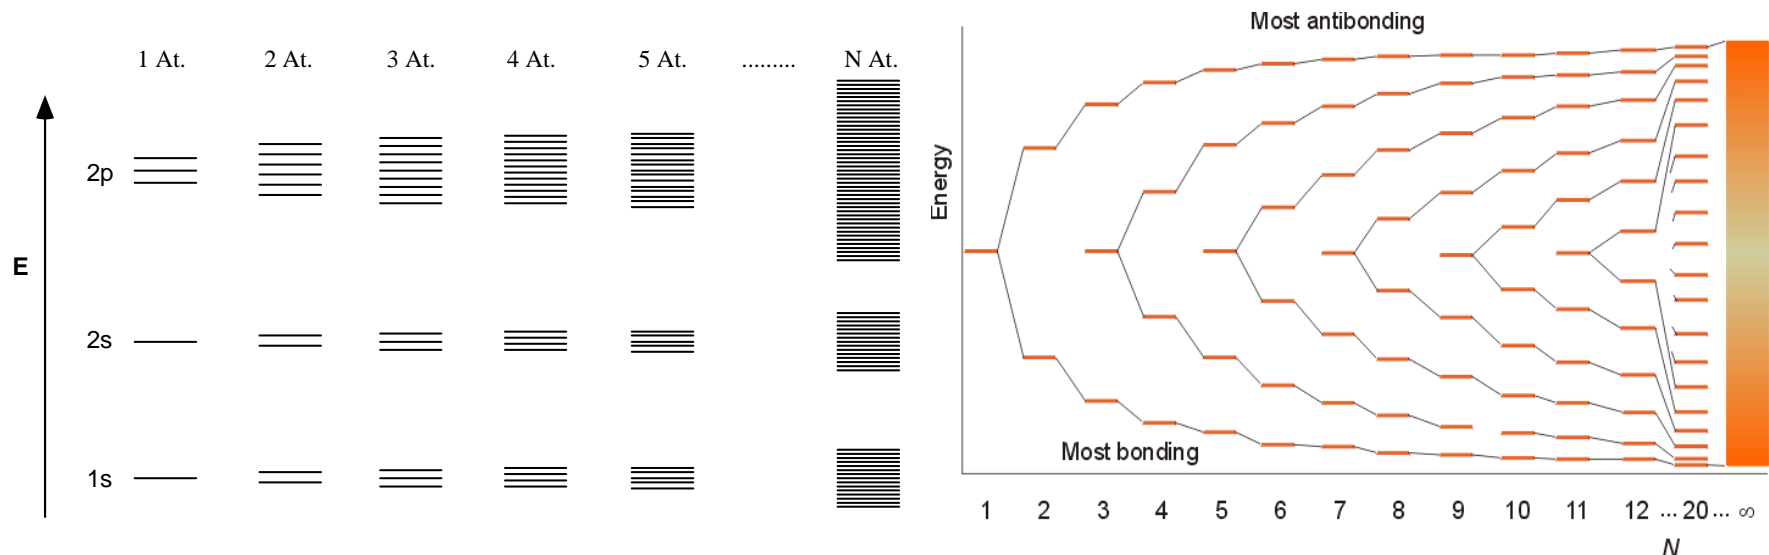 1 At. 2 At. 3 At. 4 At. 5 At. ......... N At.
2p
E
2s
1s
Most antibonding
Energy
Most bonding
1 2 3 4 5 6 7 8 9 10 11 12 ... 20 ... ∞
N